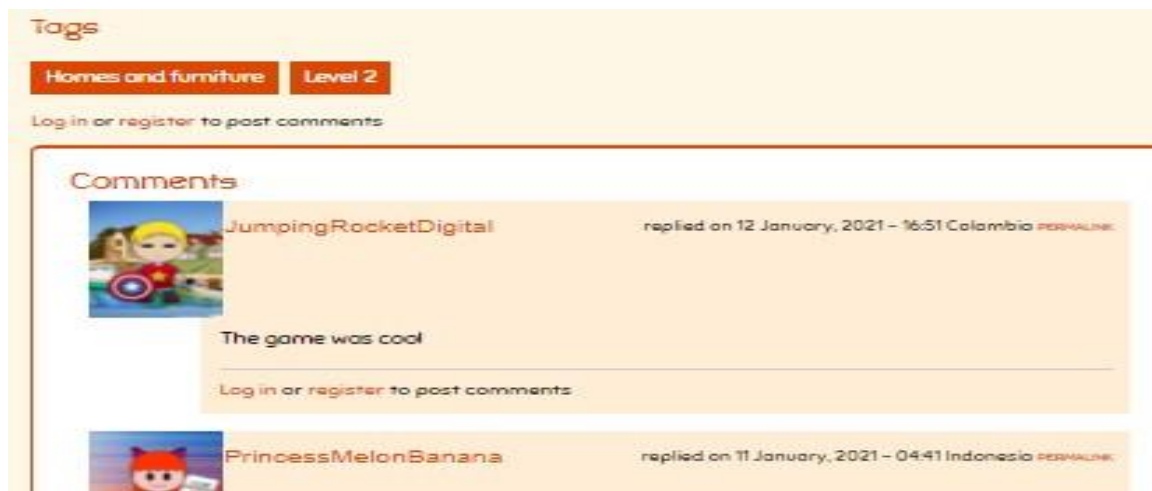 Tags
Homes and furniture Level 2
Log in or register to post comments
Comments
JumpingRocketDigital replied on 12 January, 2021 - 16:51 Colombia PERMALINK
The game was cool
Log in or register to post comments
PrincessMelonBanana replied on 11 January, 2021 - 04:41 Indonesia PERMALINK